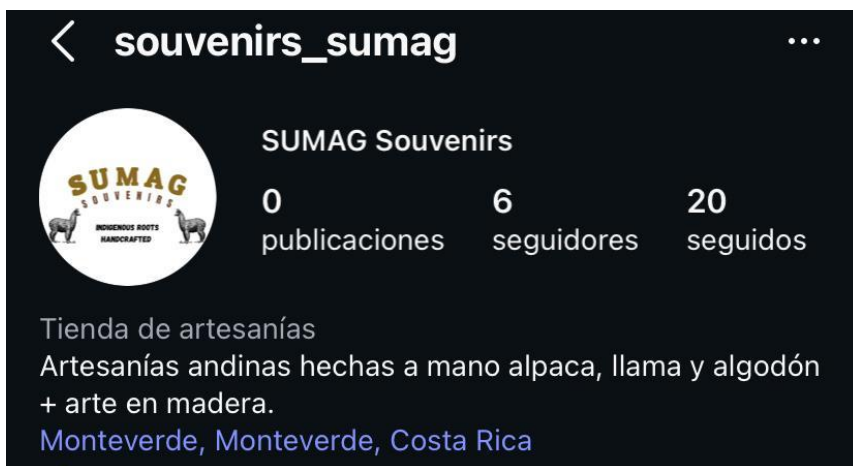 souvenirs_sumag
SUMAG
SOUVENIRS
INDIGENOUS ROOTS
HANDCRAFTED
SUMAG Souvenirs
0 6 20
publicaciones seguidores seguidos
Tienda de artesanías
Artesanías andinas hechas a mano alpaca, llama y algodón
+ arte en madera.
Monteverde, Monteverde, Costa Rica